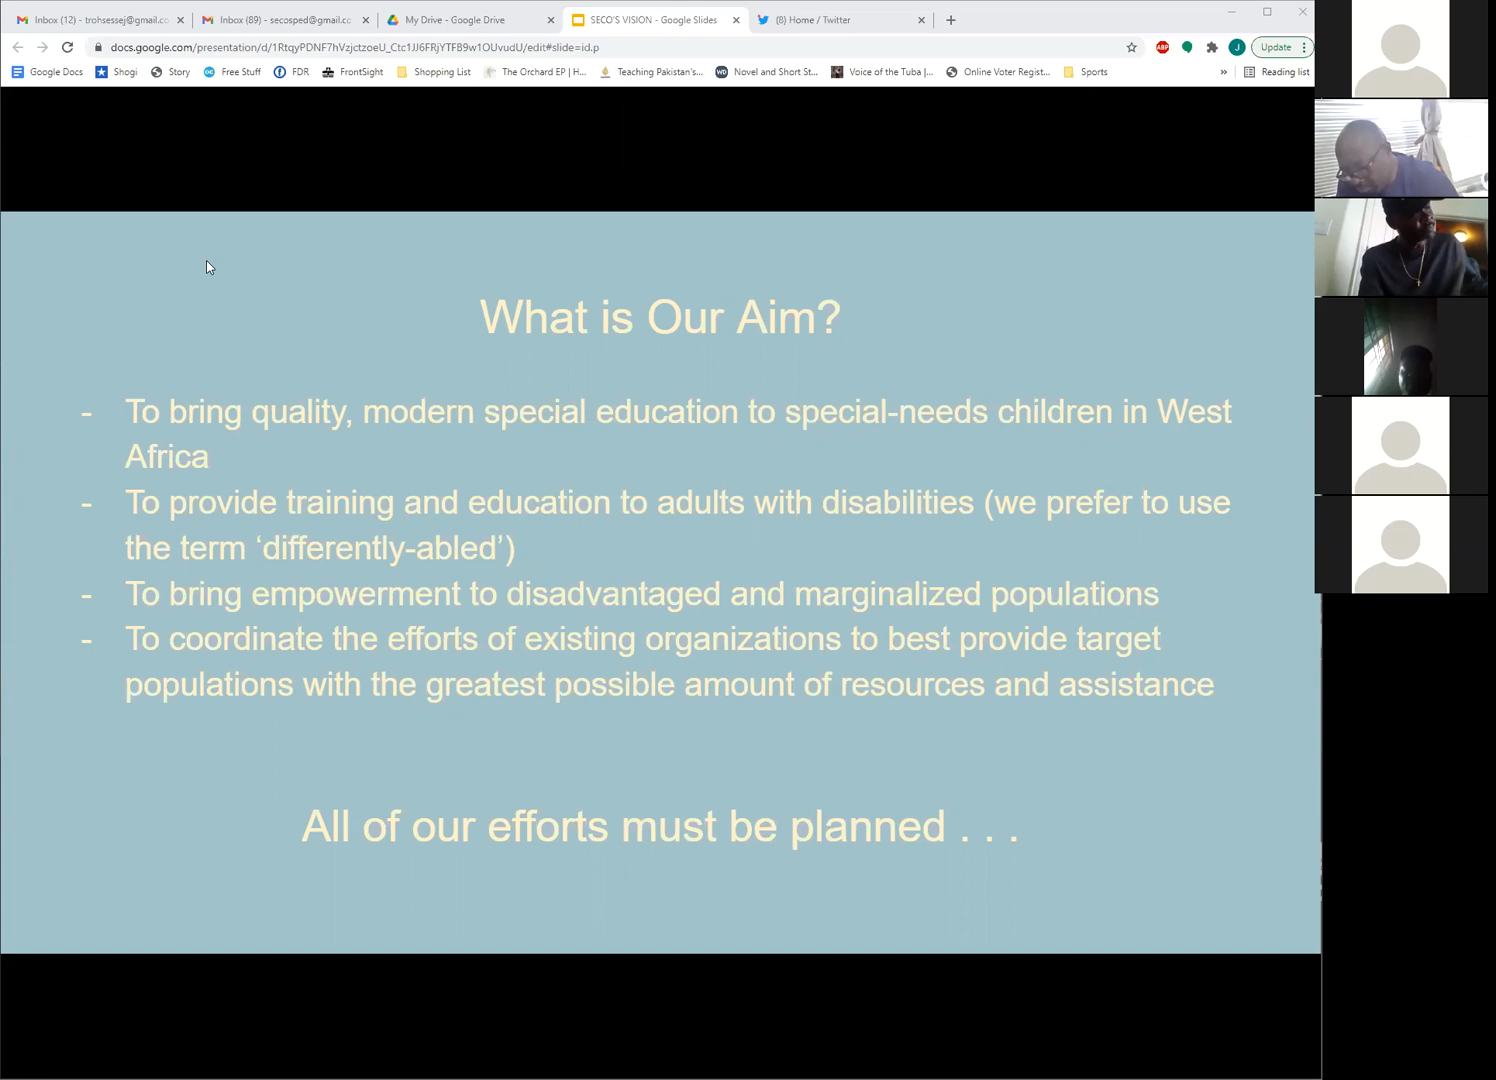 Inbox (12) - trohsessej@gmail.co
Inbox (89) - secosped@gmail.co
My Drive - Google Drive
SECO'S VISION - Google Slides
(8) Home / Twitter
docs.google.com/presentation/d/1RtqyPDNF7hVzjctzoeU_Ctc1JJ6FRjYTFB9w1OUvudU/edit#slide=id.p
ABP
J
Update
Google Docs
Shogi
Story
Free Stuff
FDR
FrontSight
Shopping List
The Orchard EP | H...
Teaching Pakistan's...
Novel and Short St...
Voice of the Tuba |...
Online Voter Regist...
Sports
»
Reading list
What is Our Aim?
- To bring quality, modern special education to special-needs children in West
Africa
- To provide training and education to adults with disabilities (we prefer to use
the term ‘differently-abled’)
- To bring empowerment to disadvantaged and marginalized populations
- To coordinate the efforts of existing organizations to best provide target
populations with the greatest possible amount of resources and assistance
All of our efforts must be planned . . .